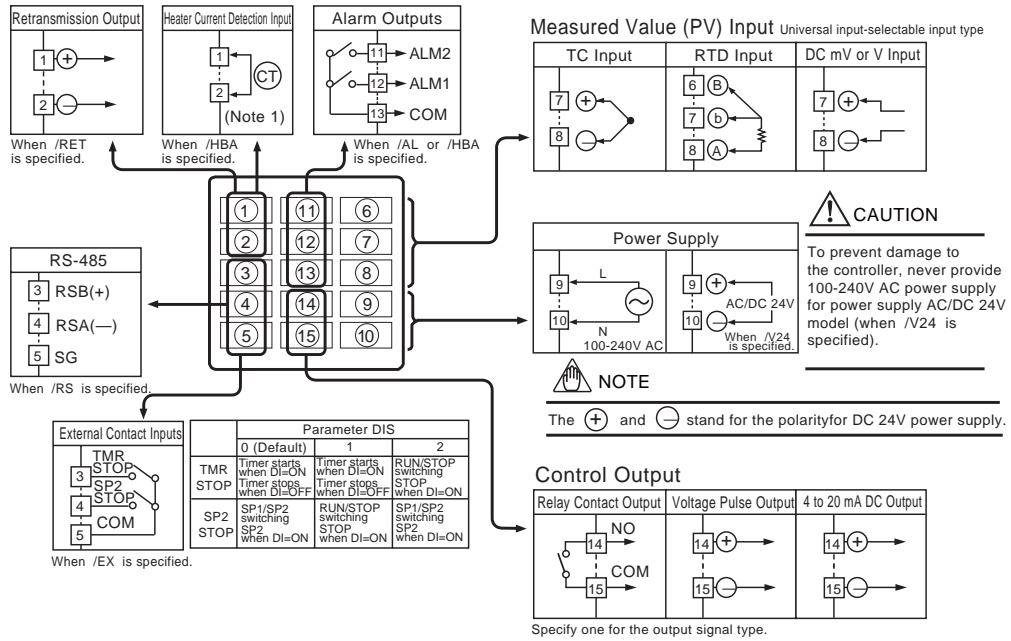 Retransmission Output
1 +
2 —
When /RET
is specified.
Heater Current Detection Input
1
CT
2
(Note 1)
When /HBA
is specified.
Alarm Outputs
11 ALM2
12 ALM1
13 COM
When /AL or /HBA
is specified.
Measured Value (PV) Input Universal input-selectable input type
TC Input
7 +
8 —
RTD Input
6 B
7 b
8 A
DC mV or V Input
7 +
8 —
1 11 6
2 12 7
3 13 8
4 14 9
5 15 10
RS-485
3 RSB(+)
4 RSA(—)
5 SG
When /RS is specified.
Power Supply
9 L
10 N
100-240V AC
9 +
AC/DC 24V
10 —
When /V24
is specified.
! CAUTION
To prevent damage to
the controller, never provide
100-240V AC power supply
for power supply AC/DC 24V
model (when /V24 is
specified).
NOTE
The + and — stand for the polarityfor DC 24V power supply.
External Contact Inputs
TMR
STOP
3
SP2
STOP
4
COM
5
When /EX is specified.
Parameter DIS
0 (Default) 1 2
TMR
STOP
Timer starts
when DI=ON
Timer stops
when DI=OFF
Timer starts
when DI=ON
Timer stops
when DI=OFF
RUN/STOP
switching
STOP
when DI=ON
SP2
STOP
SP1/SP2
switching
SP2
when DI=ON
RUN/STOP
switching
STOP
when DI=ON
SP1/SP2
switching
SP2
when DI=ON
Control Output
Relay Contact Output
NO
14
COM
15
Voltage Pulse Output
14 +
15 —
4 to 20 mA DC Output
14 +
15 —
Specify one for the output signal type.